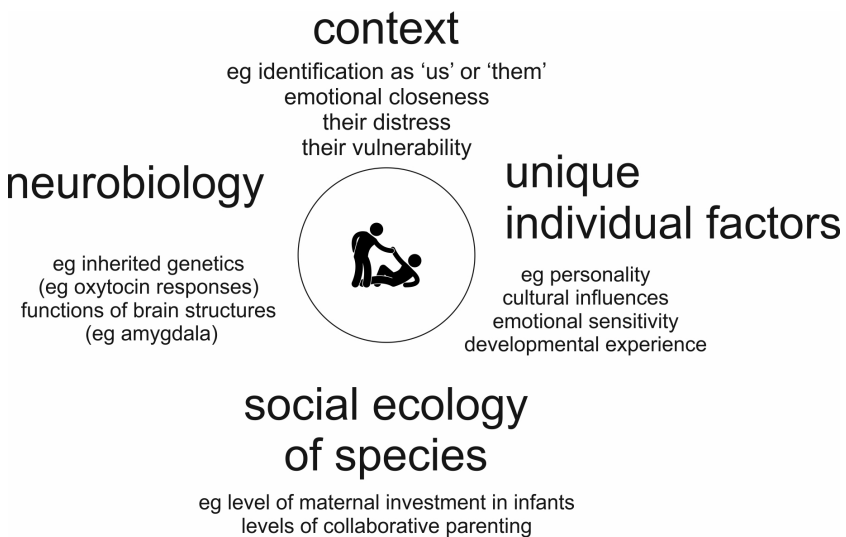 context
eg identification as ‘us’ or ‘them’
emotional closeness
their distress
their vulnerability
neurobiology
eg inherited genetics
(eg oxytocin responses)
functions of brain structures
(eg amygdala)
unique
individual factors
eg personality
cultural influences
emotional sensitivity
developmental experience
social ecology
of species
eg level of maternal investment in infants
levels of collaborative parenting